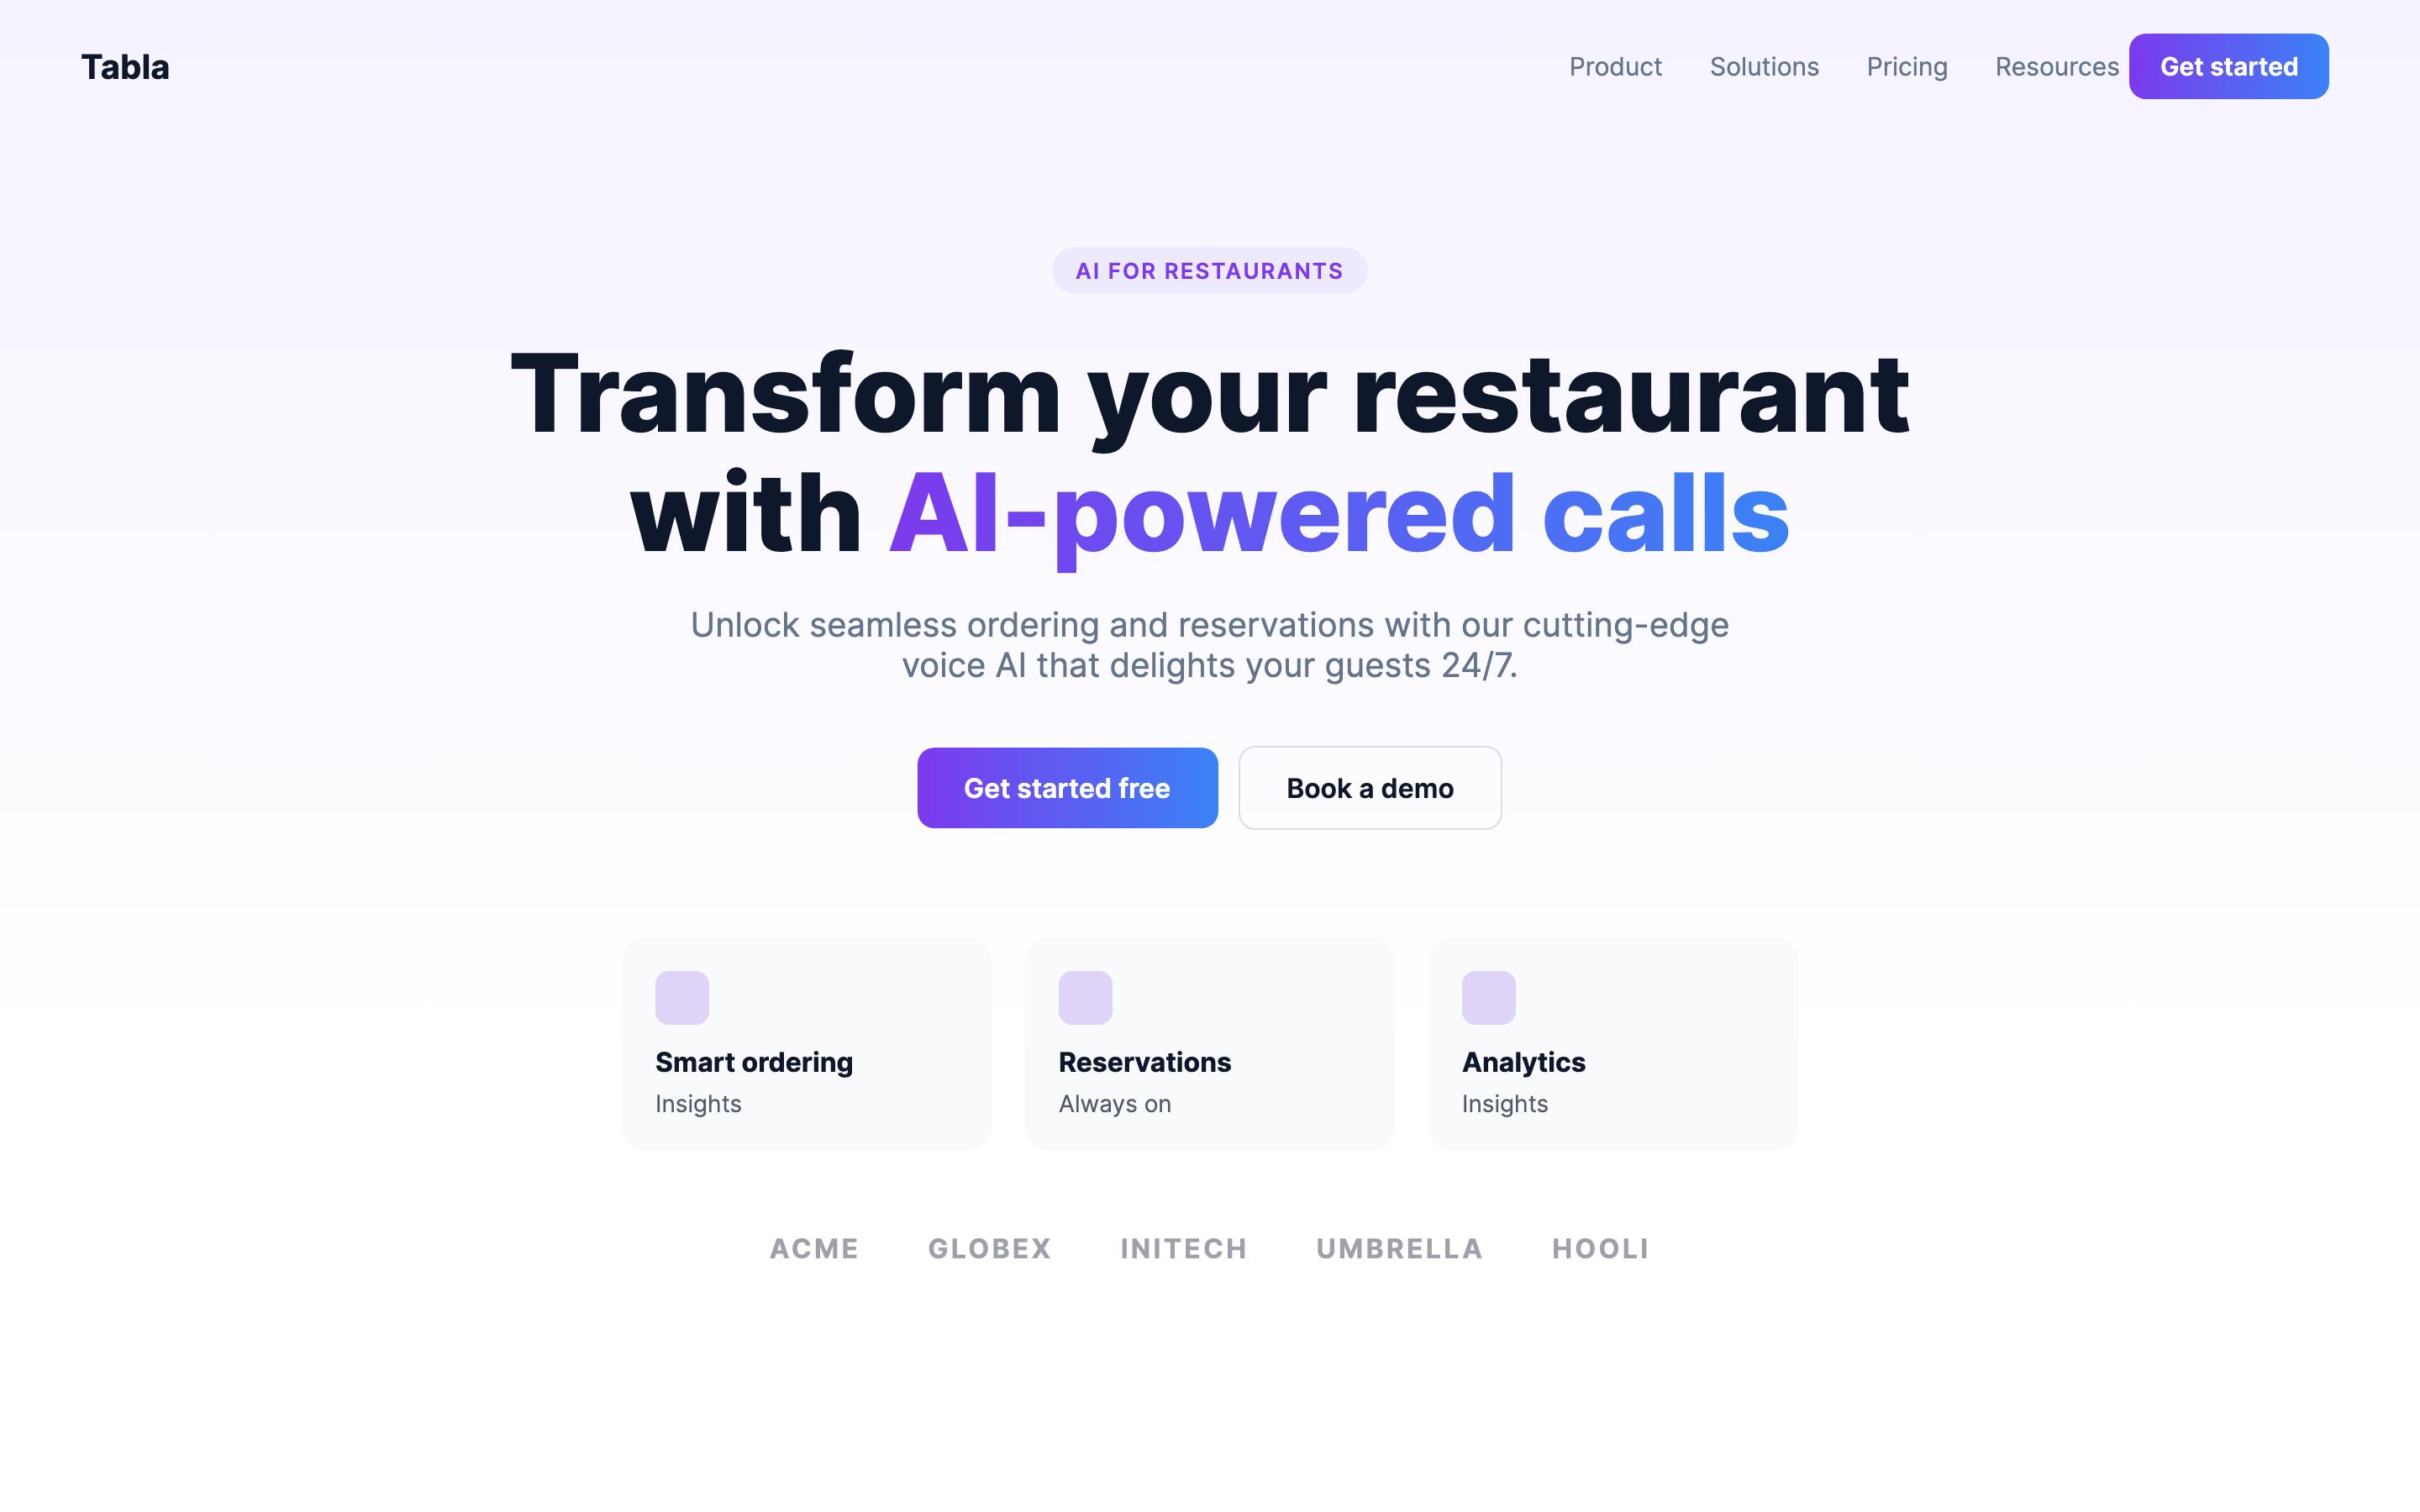 Tabla
Product Solutions Pricing Resources Get started
AI FOR RESTAURANTS
Transform your restaurant
with AI-powered calls
Unlock seamless ordering and reservations with our cutting-edge
voice AI that delights your guests 24/7.
Get started free Book a demo
Smart ordering
Insights
Reservations
Always on
Analytics
Insights
ACME GLOBEX INITECH UMBRELLA HOOLI